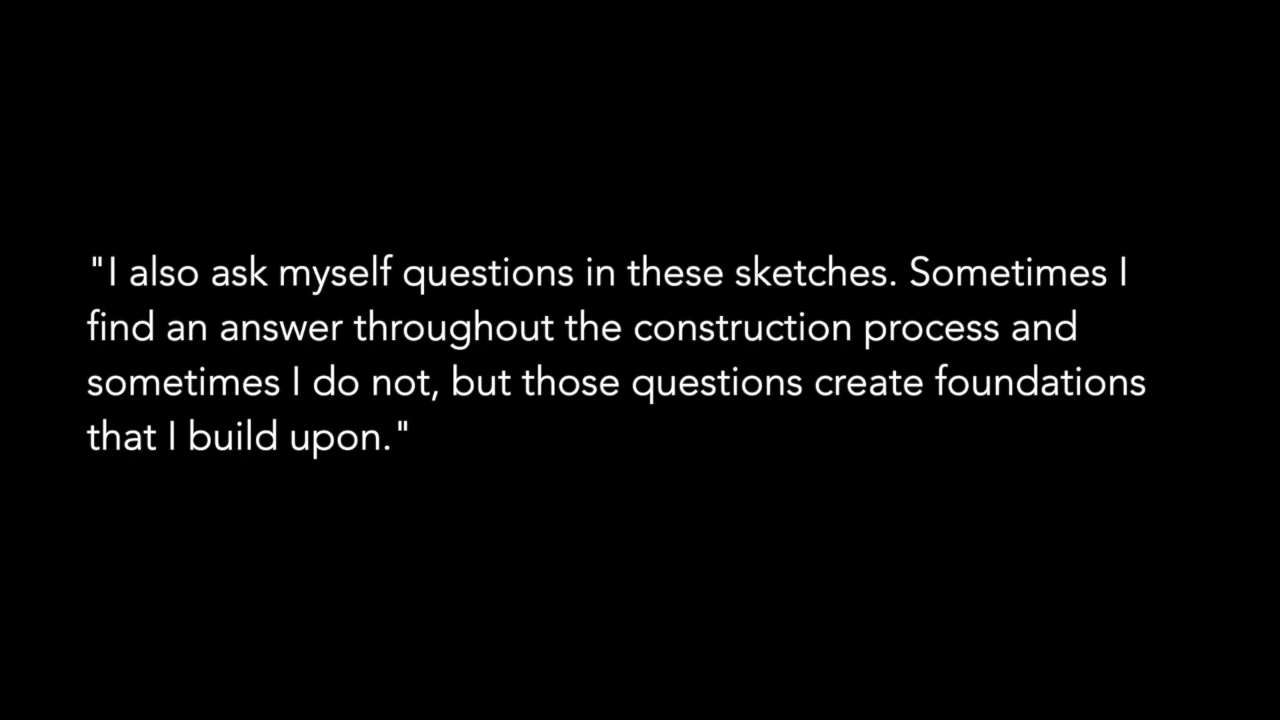 "I also ask myself questions in these sketches. Sometimes I
find an answer throughout the construction process and
sometimes I do not, but those questions create foundations
that I build upon."